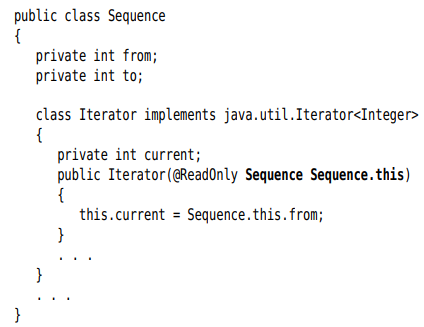 public class Sequence
{
private int from;
private int to;
class Iterator implements java.util.Iterator<Integer>
{
private int current;
public Iterator(@ReadOnly Sequence Sequence.this)
{
this.current = Sequence.this.from;
}
. . .
}
. . .
}